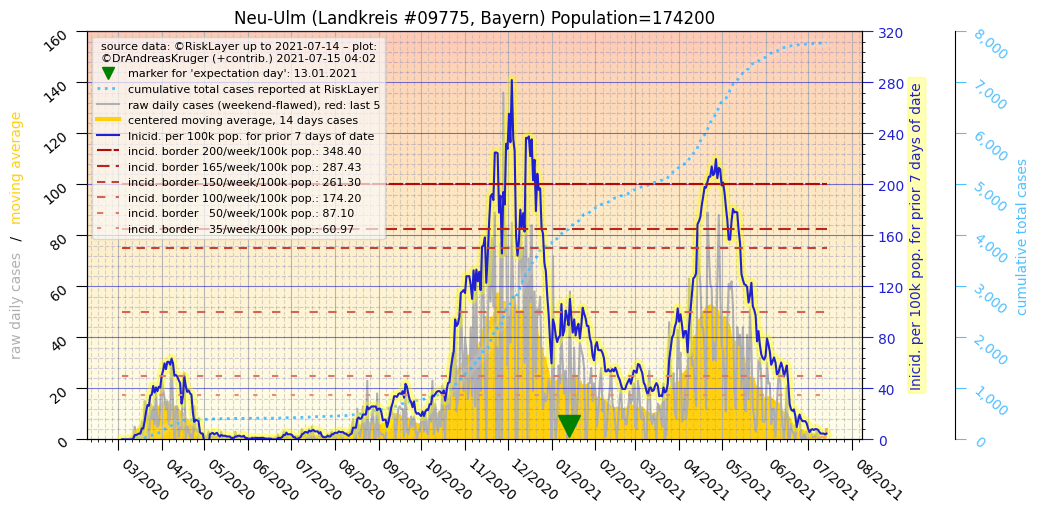 Neu-Ulm (Landkreis #09775, Bayern) Population=174200
source data: ©RiskLayer up to 2021-07-14 – plot:
©DrAndreasKruger (+contrib.) 2021-07-15 04:02
marker for 'expectation day': 13.01.2021
cumulative total cases reported at RiskLayer
raw daily cases (weekend-flawed), red: last 5
centered moving average, 14 days cases
Inicid. per 100k pop. for prior 7 days of date
incid. border 200/week/100k pop.: 348.40
incid. border 165/week/100k pop.: 287.43
incid. border 150/week/100k pop.: 261.30
incid. border 100/week/100k pop.: 174.20
incid. border   50/week/100k pop.: 87.10
incid. border   35/week/100k pop.: 60.97
raw daily cases / moving average
160
140
120
100
80
60
40
20
0
320
280
240
200
160
120
80
40
0
Inicid. per 100k pop. for prior 7 days of date
8,000
7,000
6,000
5,000
4,000
3,000
2,000
1,000
0
cumulative total cases
03/2020
04/2020
05/2020
06/2020
07/2020
08/2020
09/2020
10/2020
11/2020
12/2020
01/2021
02/2021
03/2021
04/2021
05/2021
06/2021
07/2021
08/2021